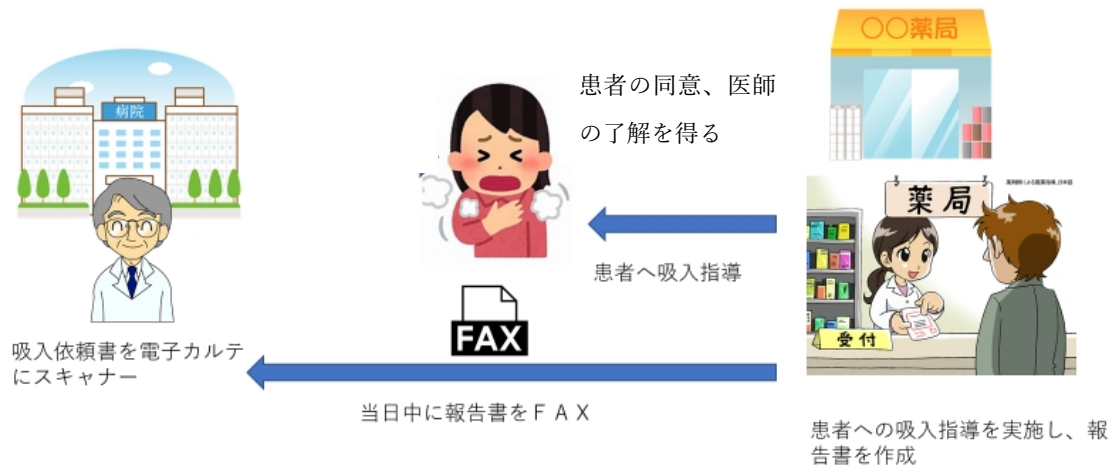 〇〇薬局
患者の同意、医師
の了解を得る
病院
薬局
患者へ吸入指導
FAX
受付
吸入依頼書を電子カルテ
にスキャナー
当日中に報告書をＦＡＸ
患者への吸入指導を実施し、報
告書を作成